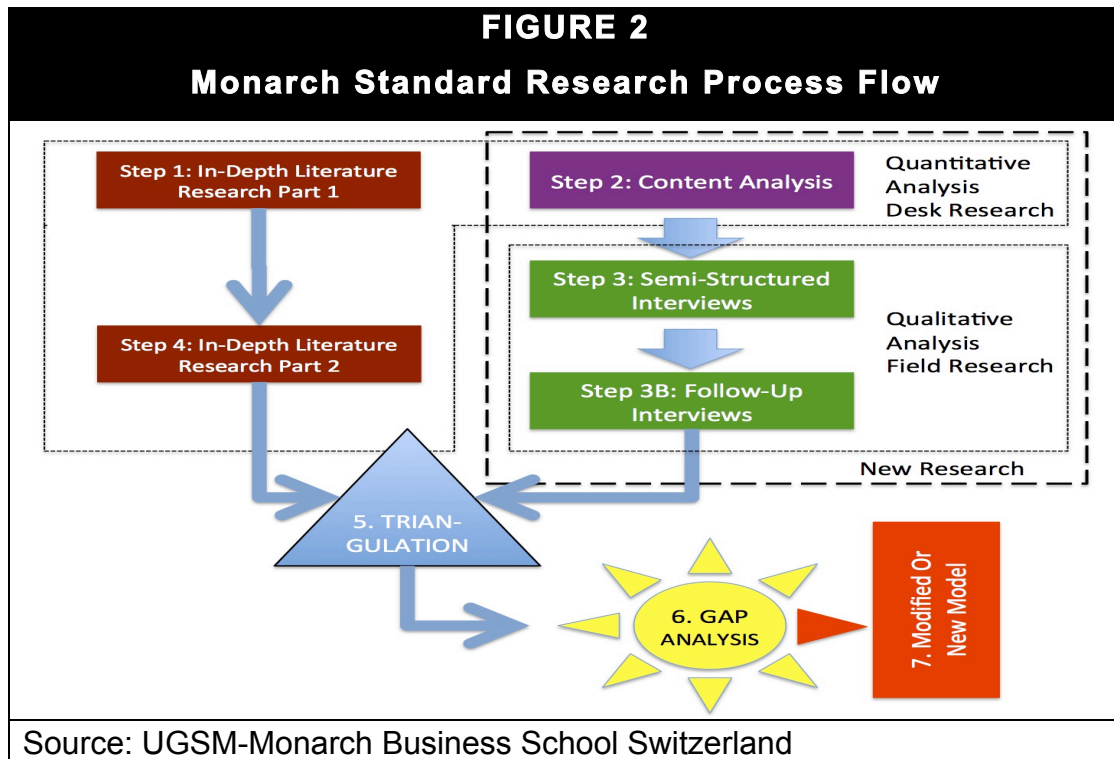 FIGURE 2
Monarch Standard Research Process Flow
Step 1: In-Depth Literature
Research Part 1
Step 2: Content Analysis
Quantitative
Analysis
Desk Research
Step 3: Semi-Structured
Interviews
Step 4: In-Depth Literature
Research Part 2
Qualitative
Analysis
Field Research
Step 3B: Follow-Up
Interviews
New Research
5. TRIAN-
GULATION
6. GAP
ANALYSIS
7. Modified Or
New Model
Source: UGSM-Monarch Business School Switzerland